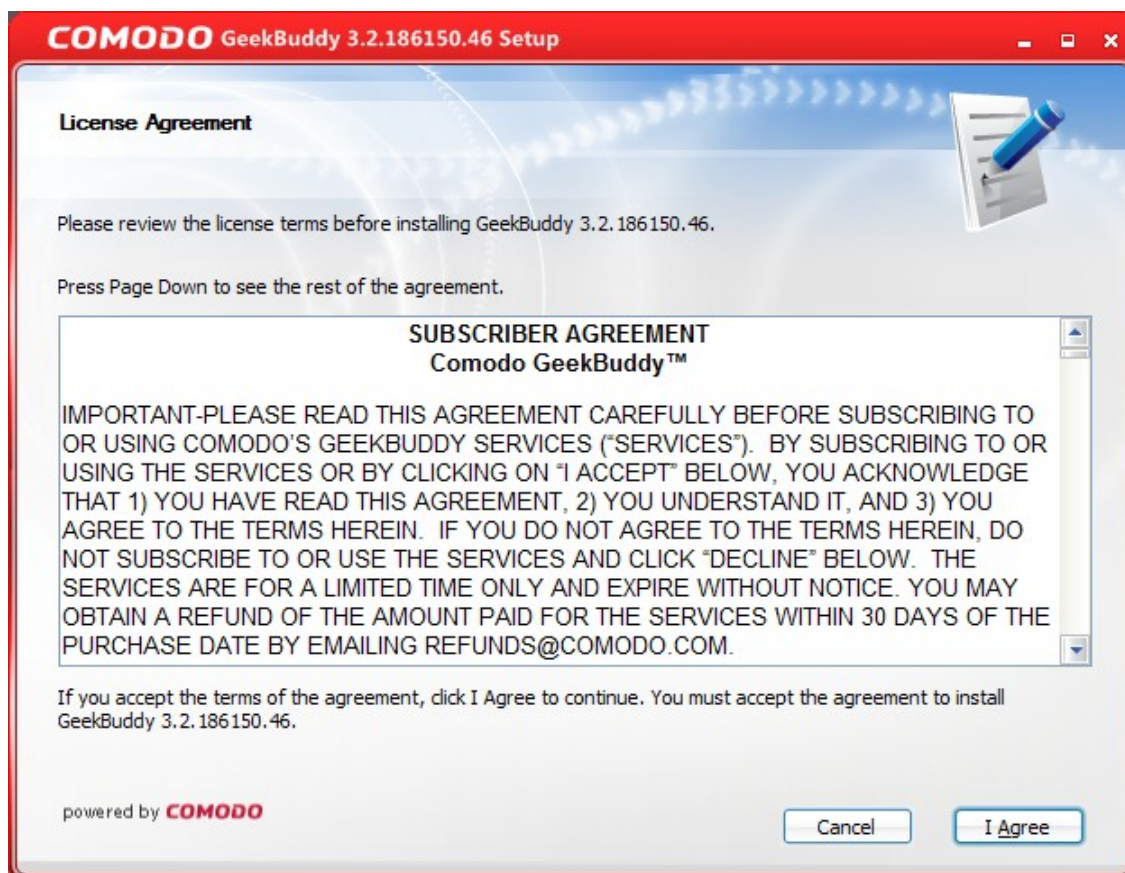 COMODO GeekBuddy 3.2.186150.46 Setup
License Agreement
Please review the license terms before installing GeekBuddy 3.2.186150.46.
Press Page Down to see the rest of the agreement.
SUBSCRIBER AGREEMENT
Comodo GeekBuddy™
IMPORTANT-PLEASE READ THIS AGREEMENT CAREFULLY BEFORE SUBSCRIBING TO
OR USING COMODO'S GEEKBUDDY SERVICES (“SERVICES”).  BY SUBSCRIBING TO OR
USING THE SERVICES OR BY CLICKING ON “I ACCEPT” BELOW, YOU ACKNOWLEDGE
THAT 1) YOU HAVE READ THIS AGREEMENT, 2) YOU UNDERSTAND IT, AND 3) YOU
AGREE TO THE TERMS HEREIN.  IF YOU DO NOT AGREE TO THE TERMS HEREIN, DO
NOT SUBSCRIBE TO OR USE THE SERVICES AND CLICK “DECLINE” BELOW.  THE
SERVICES ARE FOR A LIMITED TIME ONLY AND EXPIRE WITHOUT NOTICE. YOU MAY
OBTAIN A REFUND OF THE AMOUNT PAID FOR THE SERVICES WITHIN 30 DAYS OF THE
PURCHASE DATE BY EMAILING REFUNDS@COMODO.COM.
If you accept the terms of the agreement, click I Agree to continue. You must accept the agreement to install
GeekBuddy 3.2.186150.46.
powered by COMODO
Cancel
I Agree